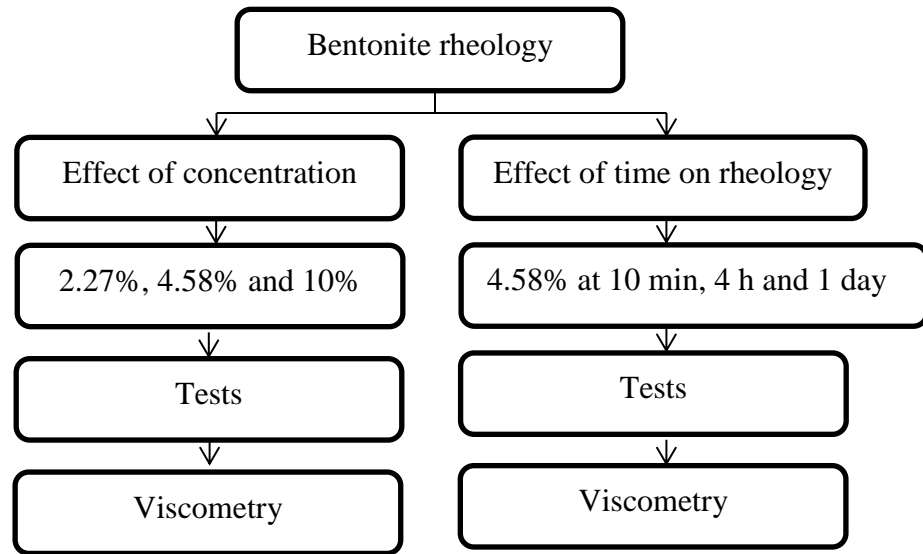 Bentonite rheology
Effect of concentration
Effect of time on rheology
2.27%, 4.58% and 10%
4.58% at 10 min, 4 h and 1 day
Tests
Tests
Viscometry
Viscometry